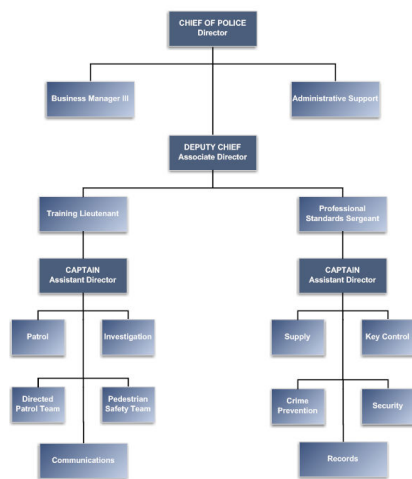 CHIEF OF POLICE
Director
Business Manager III
Administrative Support
DEPUTY CHIEF
Associate Director
Training Lieutenant
Professional
Standards Sergeant
CAPTAIN
Assistant Director
CAPTAIN
Assistant Director
Patrol
Investigation
Supply
Key Control
Directed
Patrol Team
Pedestrian
Safety Team
Crime
Prevention
Security
Communications
Records